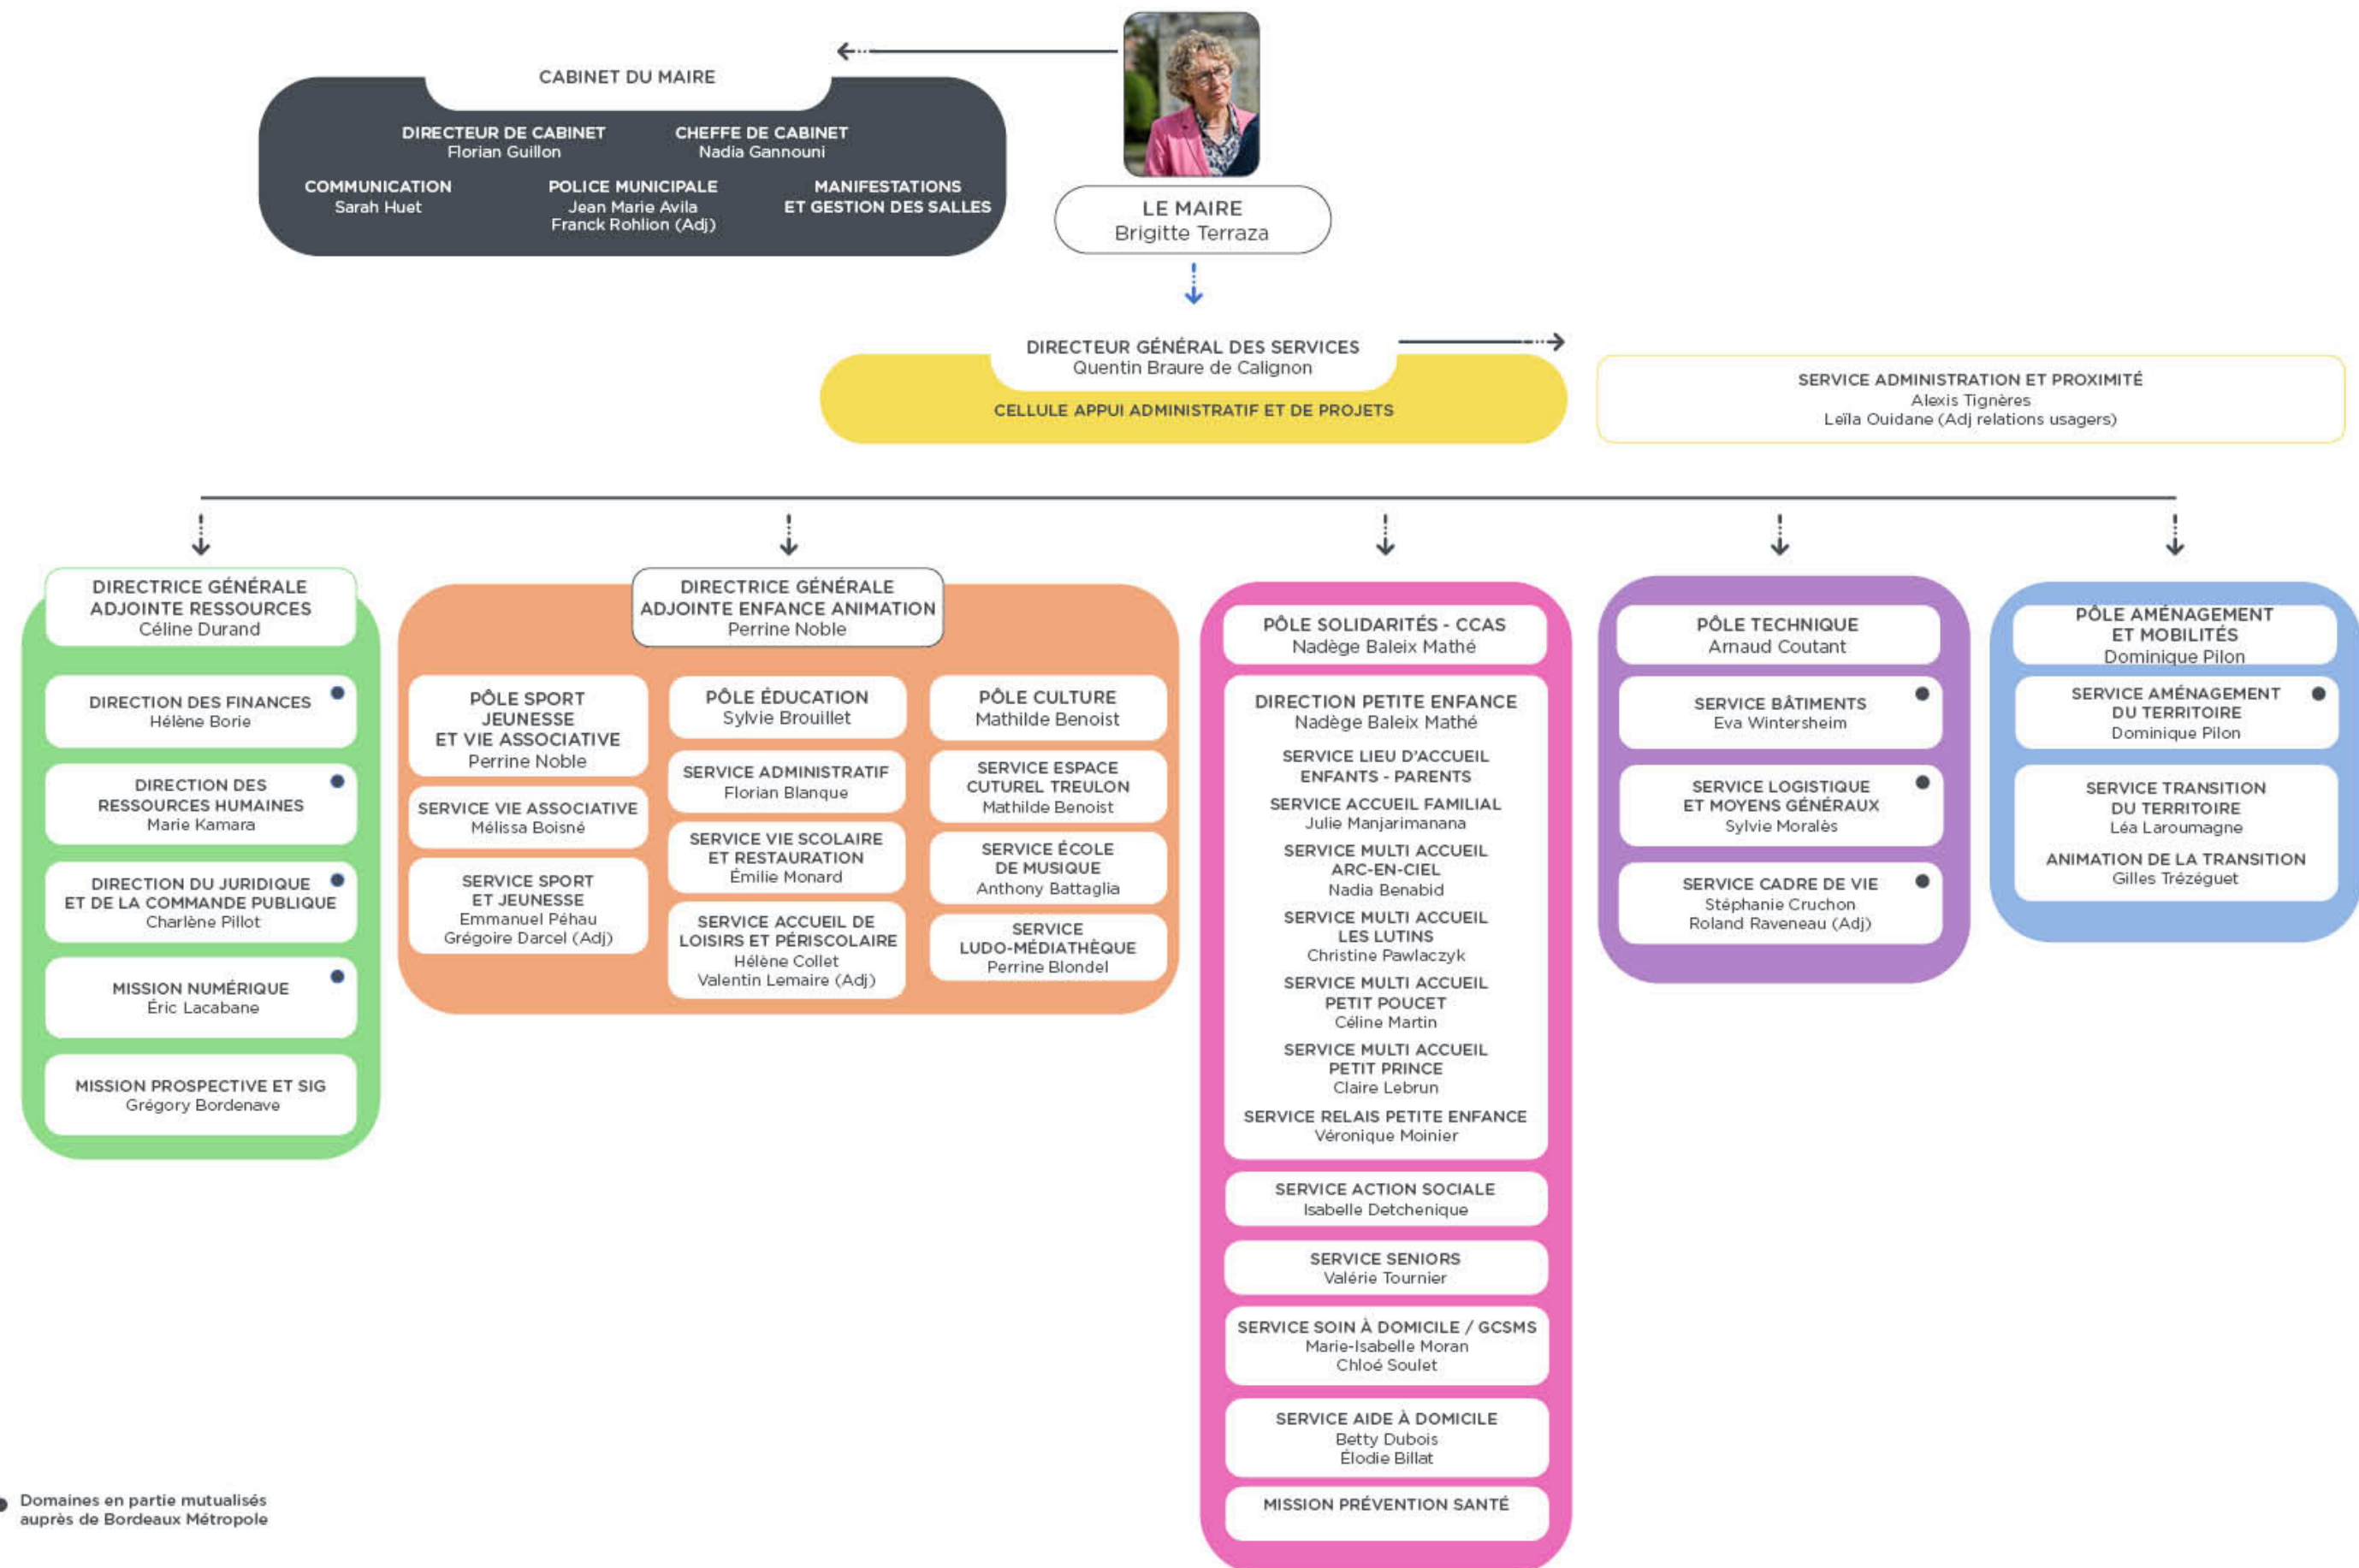 CABINET DU MAIRE
DIRECTEUR DE CABINET
Florian Guillon
CHEFFE DE CABINET
Nadia Gannouni
COMMUNICATION
Sarah Huet
POLICE MUNICIPALE
Jean Marie Avila
Franck Rohlion (Adj)
MANIFESTATIONS
ET GESTION DES SALLES
LE MAIRE
Brigitte Terraza
DIRECTEUR GÉNÉRAL DES SERVICES
Quentin Braure de Calignon
CELLULE APPUI ADMINISTRATIF ET DE PROJETS
SERVICE ADMINISTRATION ET PROXIMITÉ
Alexis Tignères
Leïla Ouidane (Adj relations usagers)
DIRECTRICE GÉNÉRALE
ADJOINTE RESSOURCES
Céline Durand
DIRECTION DES FINANCES
Hélène Borie
DIRECTION DES
RESSOURCES HUMAINES
Marie Kamara
DIRECTION DU JURIDIQUE
ET DE LA COMMANDE PUBLIQUE
Charlène Pillot
MISSION NUMÉRIQUE
Éric Lacabane
MISSION PROSPECTIVE ET SIG
Grégory Bordenave
DIRECTRICE GÉNÉRALE
ADJOINTE ENFANCE ANIMATION
Perrine Noble
PÔLE SPORT
JEUNESSE
ET VIE ASSOCIATIVE
Perrine Noble
SERVICE VIE ASSOCIATIVE
Mélissa Boisné
SERVICE SPORT
ET JEUNESSE
Emmanuel Péhau
Grégoire Darcel (Adj)
PÔLE ÉDUCATION
Sylvie Brouillet
SERVICE ADMINISTRATIF
Florian Blanque
SERVICE VIE SCOLAIRE
ET RESTAURATION
Émilie Monard
SERVICE ACCUEIL DE
LOISIRS ET PÉRISCOLAIRE
Hélène Collet
Valentin Lemaire (Adj)
PÔLE CULTURE
Mathilde Benoist
SERVICE ESPACE
CUTUREL TREULON
Mathilde Benoist
SERVICE ÉCOLE
DE MUSIQUE
Anthony Battaglia
SERVICE
LUDO-MÉDIATHÈQUE
Perrine Blondel
PÔLE SOLIDARITÉS - CCAS
Nadège Baleix Mathé
DIRECTION PETITE ENFANCE
Nadège Baleix Mathé
SERVICE LIEU D'ACCUEIL
ENFANTS - PARENTS
SERVICE ACCUEIL FAMILIAL
Julie Manjarimanana
SERVICE MULTI ACCUEIL
ARC-EN-CIEL
Nadia Benabid
SERVICE MULTI ACCUEIL
LES LUTINS
Christine Pawlaczyk
SERVICE MULTI ACCUEIL
PETIT POUCET
Céline Martin
SERVICE MULTI ACCUEIL
PETIT PRINCE
Claire Lebrun
SERVICE RELAIS PETITE ENFANCE
Véronique Moinier
SERVICE ACTION SOCIALE
Isabelle Detchenique
SERVICE SENIORS
Valérie Tournier
SERVICE SOIN À DOMICILE / GCSMS
Marie-Isabelle Moran
Chloé Soulet
SERVICE AIDE À DOMICILE
Betty Dubois
Élodie Billat
MISSION PRÉVENTION SANTÉ
PÔLE TECHNIQUE
Arnaud Coutant
SERVICE BÂTIMENTS
Eva Wintersheim
SERVICE LOGISTIQUE
ET MOYENS GÉNÉRAUX
Sylvie Moralès
SERVICE CADRE DE VIE
Stéphanie Cruchon
Roland Raveneau (Adj)
PÔLE AMÉNAGEMENT
ET MOBILITÉS
Dominique Pilon
SERVICE AMÉNAGEMENT
DU TERRITOIRE
Dominique Pilon
SERVICE TRANSITION
DU TERRITOIRE
Léa Laroumagne
ANIMATION DE LA TRANSITION
Gilles Trézéguet
Domaines en partie mutualisés
auprès de Bordeaux Métropole